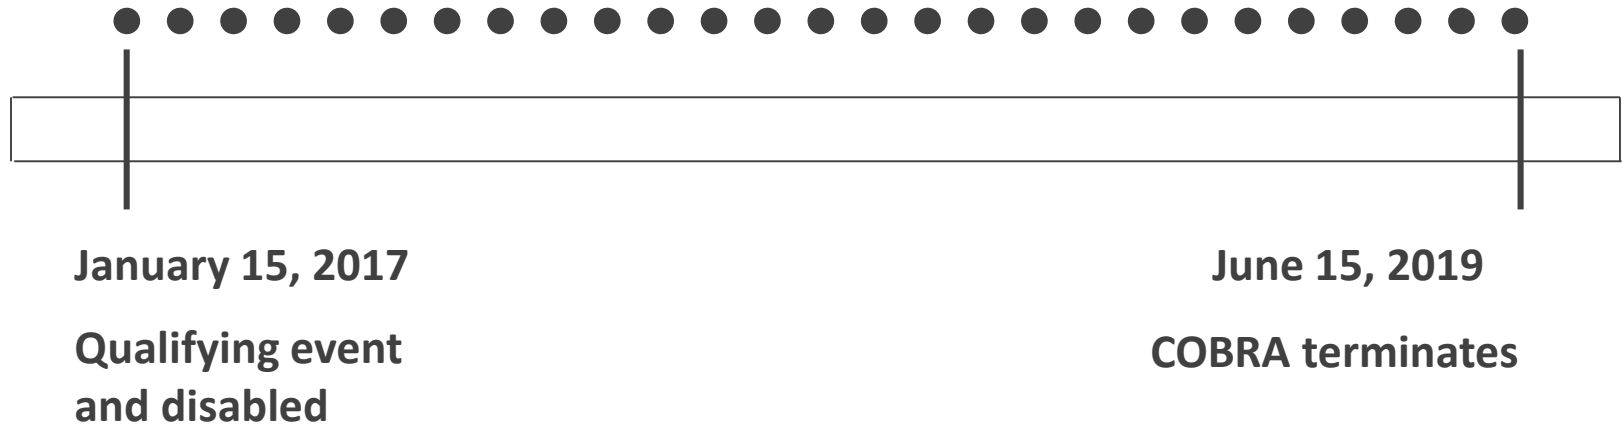 January 15, 2017
June 15, 2019
Qualifying event
and disabled
COBRA terminates